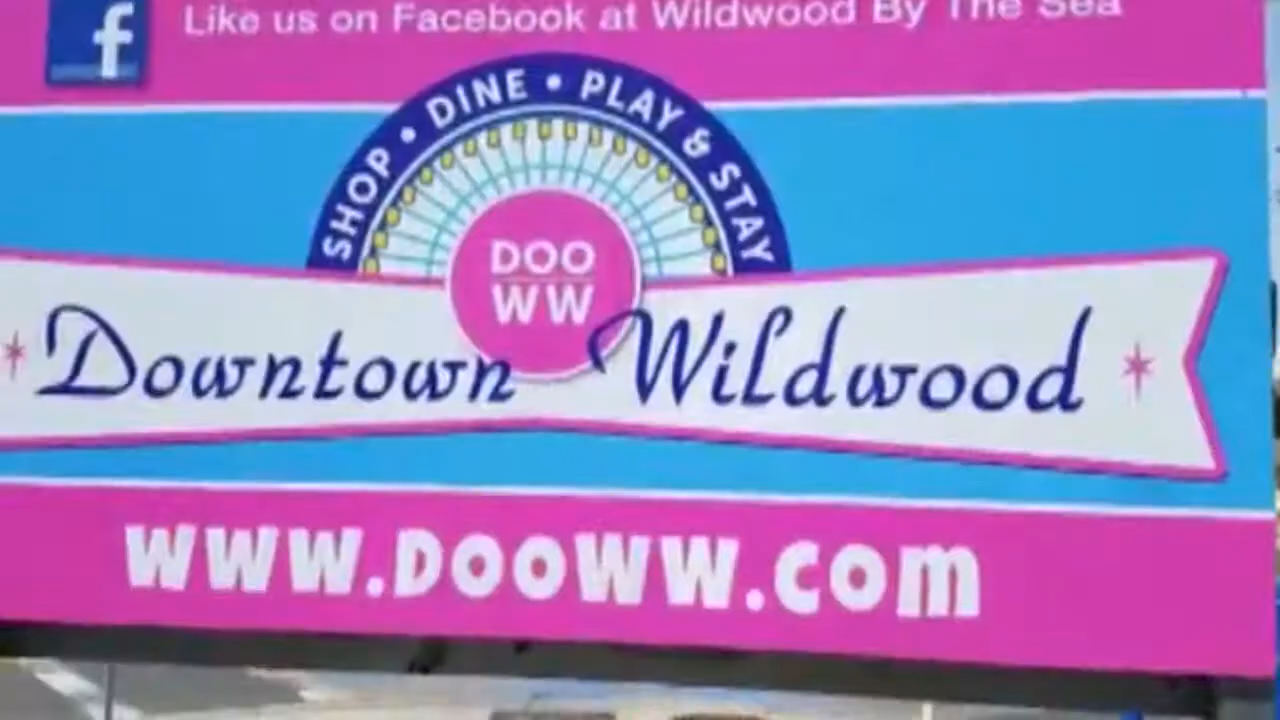 f
Like us on Facebook at Wildwood By The Sea
SHOP • DINE • PLAY & STAY
DOO
WW
Downtown Wildwood
www.DOOWW.com